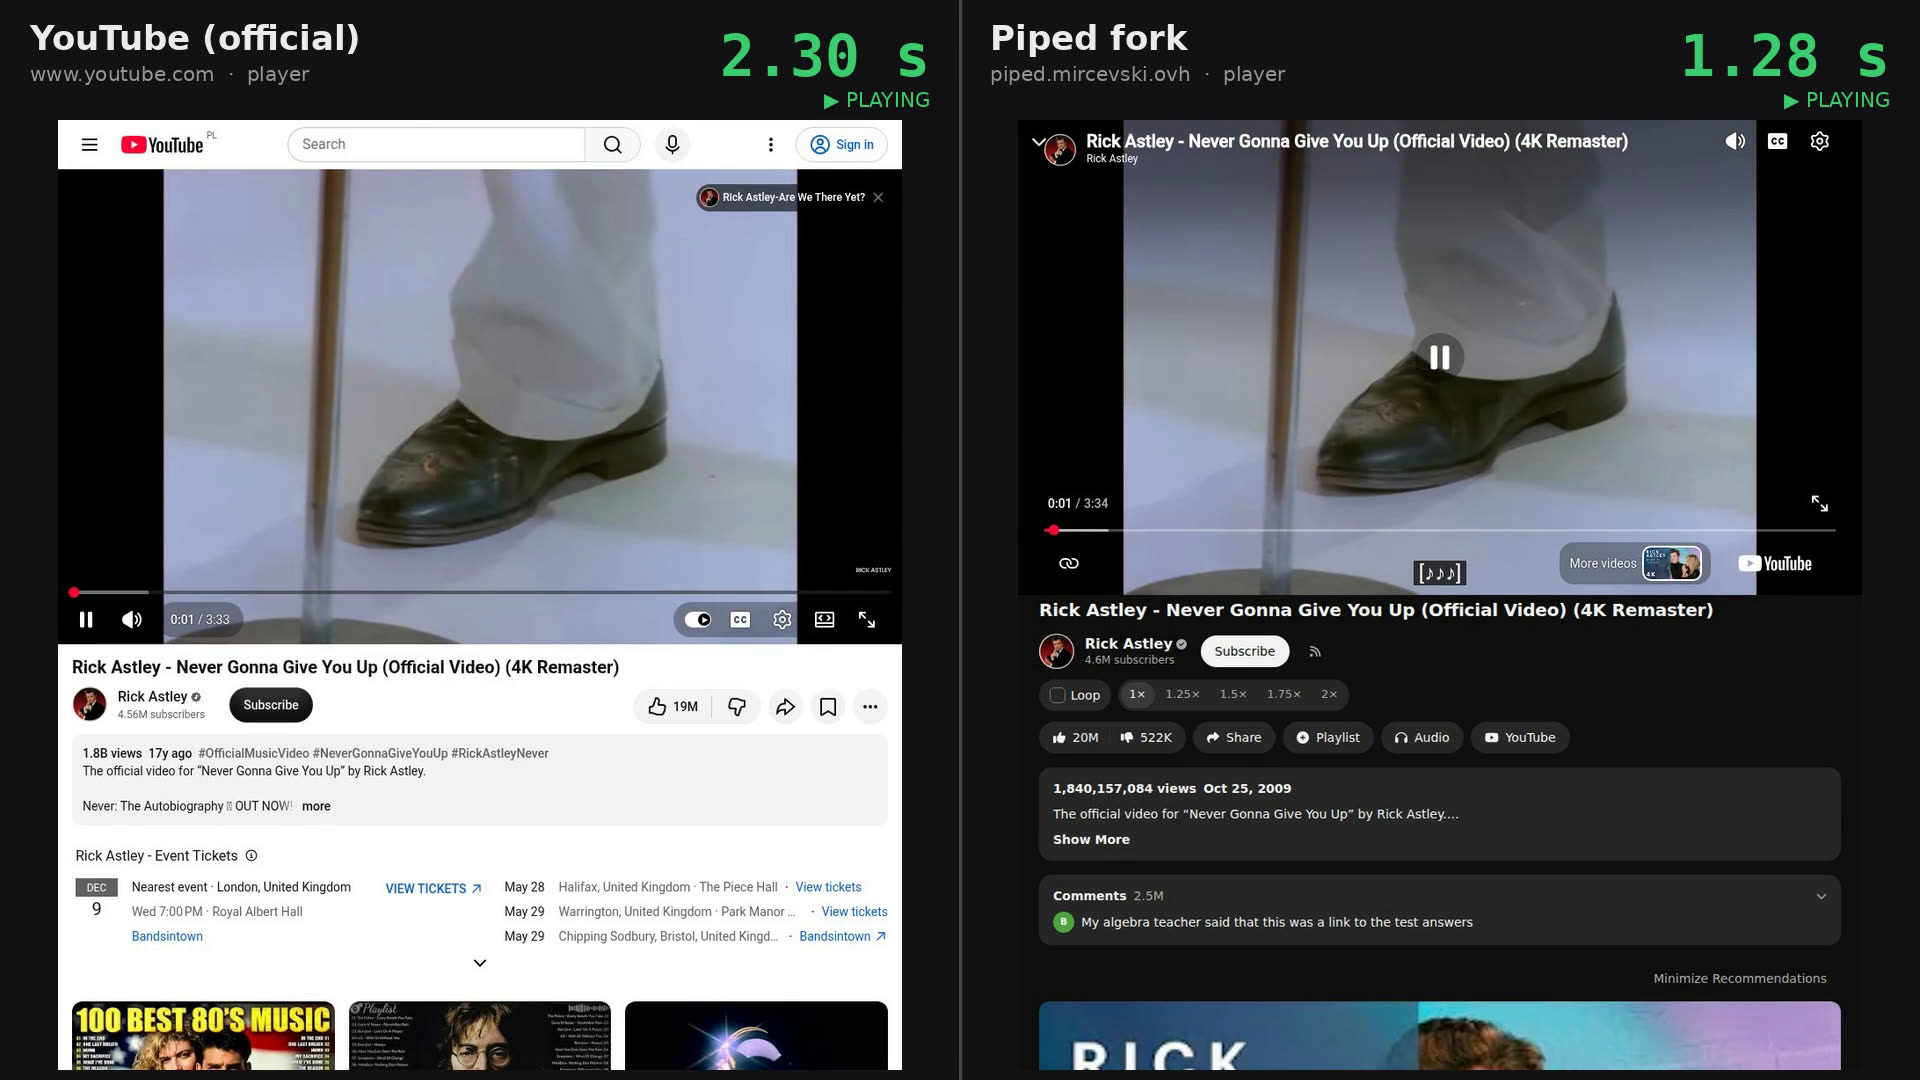 YouTube (official)
www.youtube.com · player
2.30 s
▶ PLAYING
YouTube PL
Search
Sign in
Rick Astley-Are We There Yet?
RICK ASTLEY
0:01 / 3:33
CC
Rick Astley - Never Gonna Give You Up (Official Video) (4K Remaster)
Rick Astley
4.56M subscribers
Subscribe
19M
1.8B views 17y ago #OfficialMusicVideo #NeverGonnaGiveYouUp #RickAstleyNever
The official video for “Never Gonna Give You Up” by Rick Astley.
Never: The Autobiography OUT NOW! more
Rick Astley - Event Tickets
DEC
9
Nearest event · London, United Kingdom
VIEW TICKETS
Wed 7:00 PM · Royal Albert Hall
Bandsintown
May 28 Halifax, United Kingdom · The Piece Hall · View tickets
May 29 Warrington, United Kingdom · Park Manor ... · View tickets
May 29 Chipping Sodbury, Bristol, United Kingd... · Bandsintown
100 BEST 80'S MUSIC
Playlist
Piped fork
piped.mircevski.ovh · player
1.28 s
▶ PLAYING
Rick Astley - Never Gonna Give You Up (Official Video) (4K Remaster)
Rick Astley
CC
0:01 / 3:34
[♪♪♪]
More videos
YouTube
Rick Astley - Never Gonna Give You Up (Official Video) (4K Remaster)
Rick Astley
4.6M subscribers
Subscribe
Loop
1× 1.25× 1.5× 1.75× 2×
20M 522K Share Playlist Audio YouTube
1,840,157,084 views Oct 25, 2009
The official video for “Never Gonna Give You Up” by Rick Astley....
Show More
Comments 2.5M
B My algebra teacher said that this was a link to the test answers
Minimize Recommendations
RICK